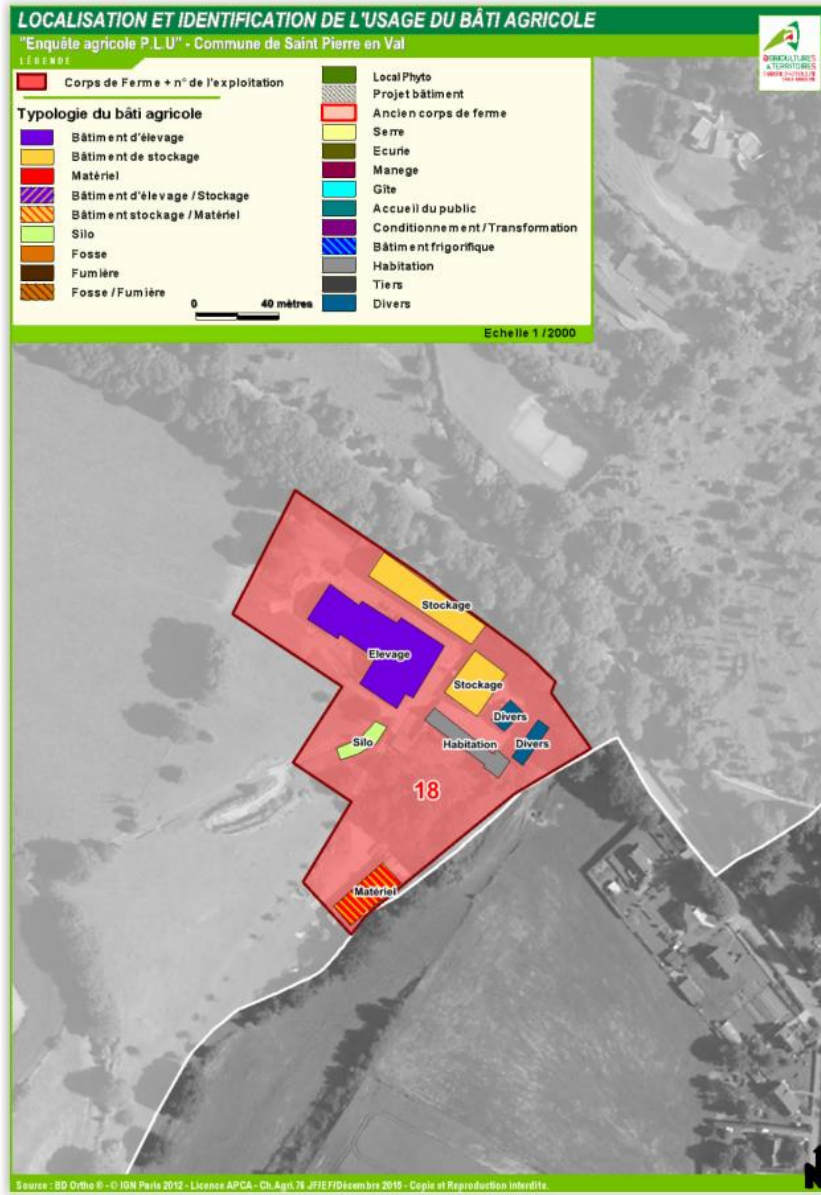 LOCALISATION ET IDENTIFICATION DE L'USAGE DU BÂTI AGRICOLE
"Enquête agricole P.L.U" - Commune de Saint Pierre en Val
LÉGENDE
Corps de Ferme + n° de l'exploitation
Typologie du bâti agricole
Bâtiment d'élevage
Bâtiment de stockage
Matériel
Bâtiment d'élevage / Stockage
Bâtiment stockage / Matériel
Silo
Fosse
Fumière
Fosse / Fumière
0 40 mètres
Local Phyto
Projet bâtiment
Ancien corps de ferme
Serre
Ecurie
Manege
Gîte
Accueil du public
Conditionnement / Transformation
Bâtiment frigorifique
Habitation
Tiers
Divers
Echelle 1 / 2000
AGRICULTURES
& TERRITOIRES
Stockage
Elevage
Stockage
Divers
Silo
Habitation
Divers
18
Matériel
N
Source : BD Ortho ® - © IGN Paris 2012 - Licence APCA - Ch.Agri.76 JF/EF/Décembre 2015 - Copie et Reproduction interdite.